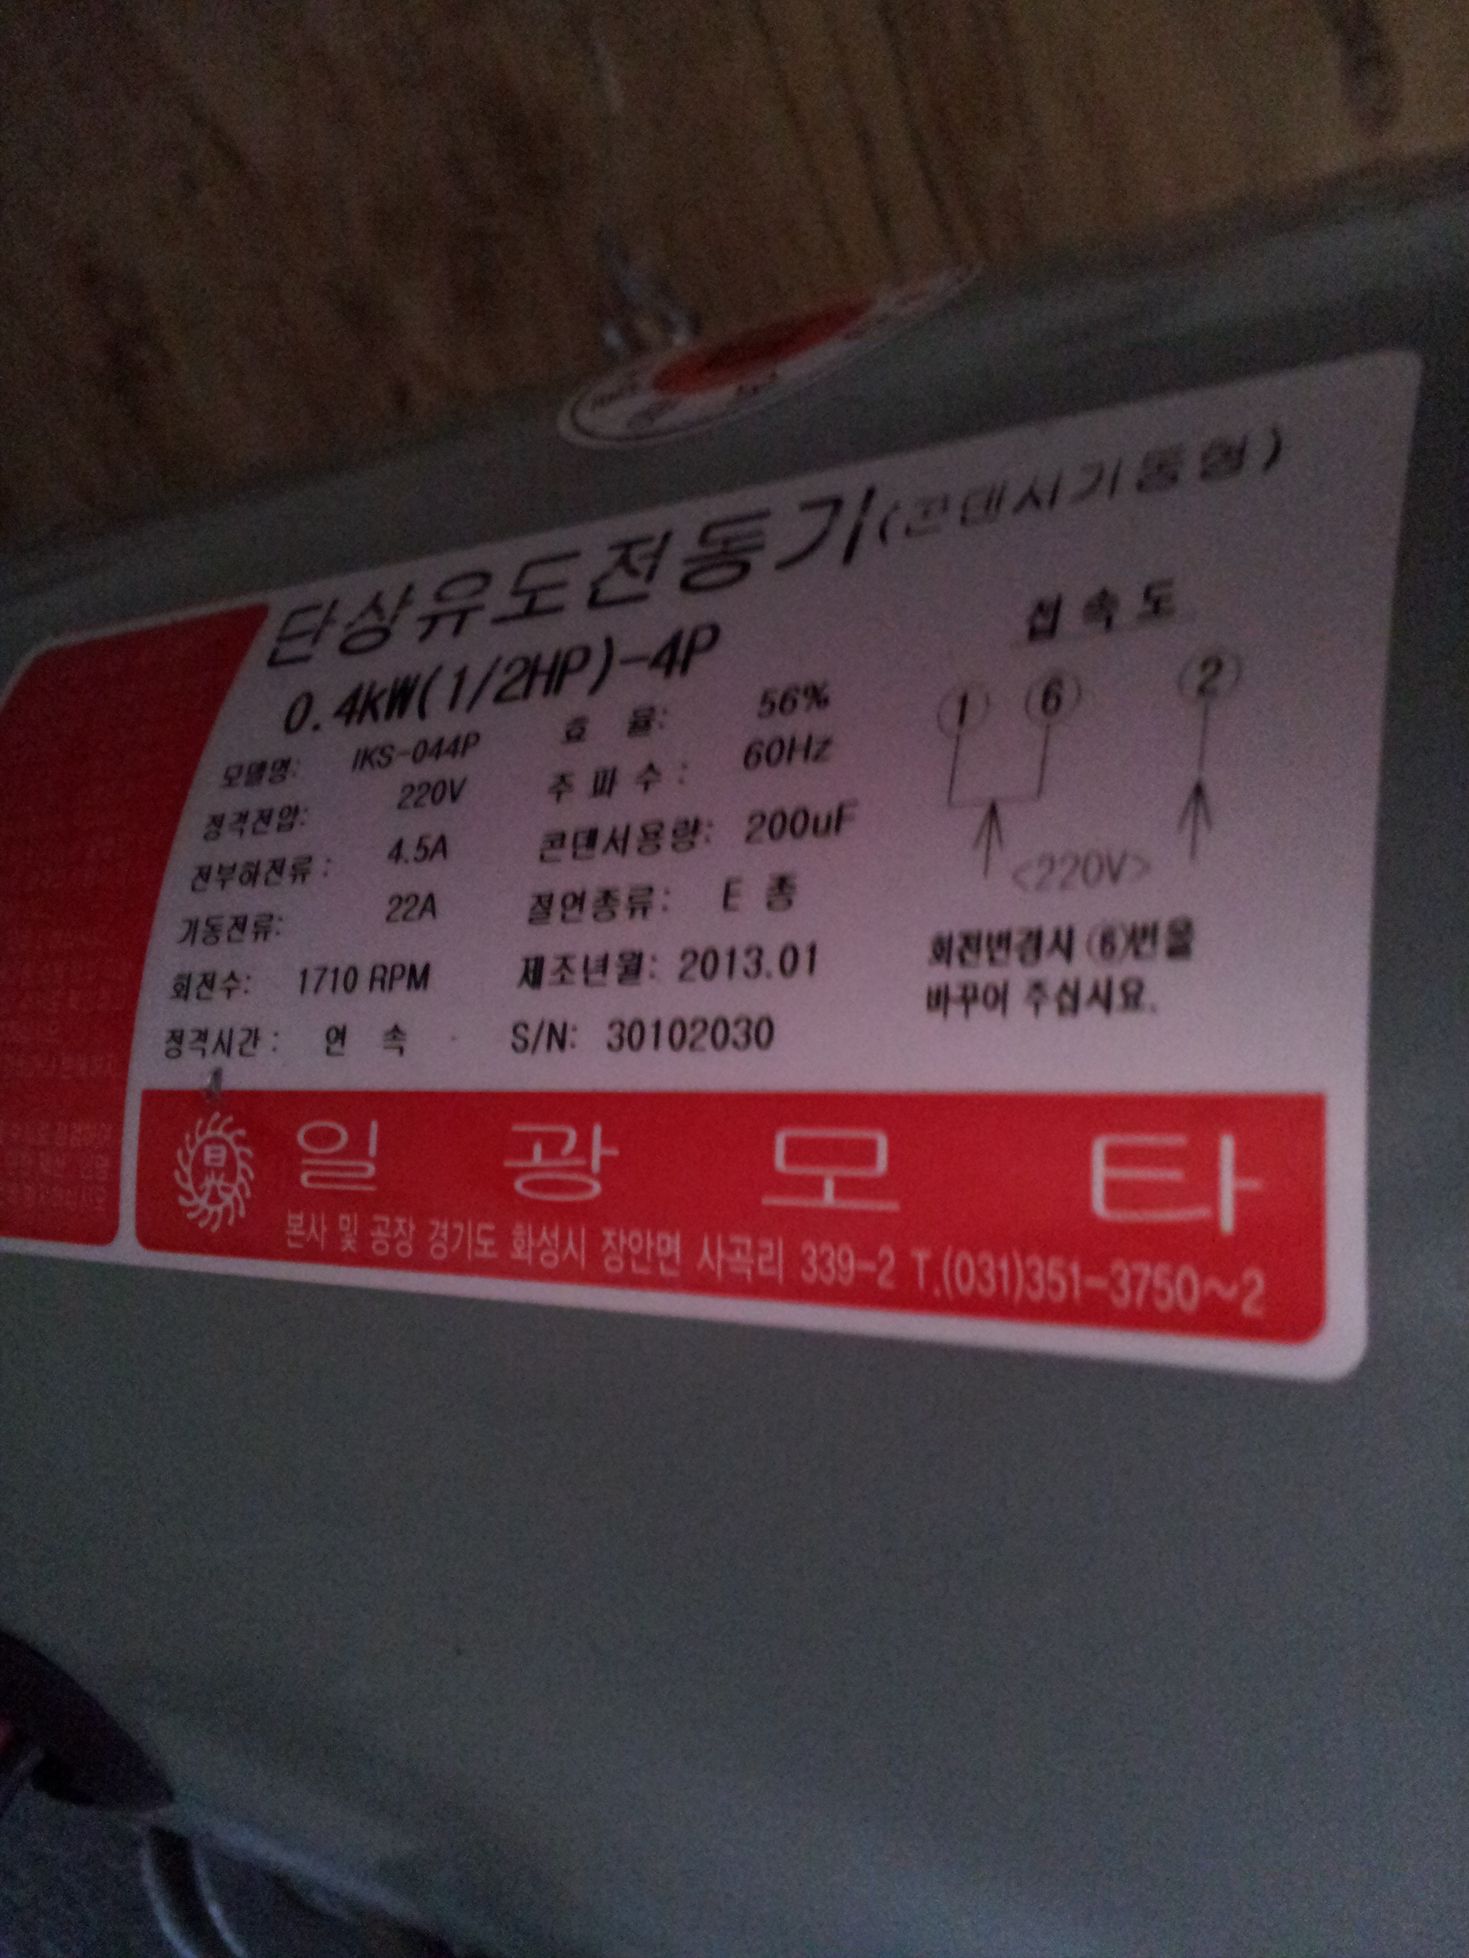 단상유도전동기(콘덴서기동형)
0.4kW(1/2HP)-4P
모델명: IKS-044P
정격전압: 220V
전부하전류: 4.5A
기동전류: 22A
회전수: 1710 RPM
정격시간: 연 속
효 율: 56%
주 파 수: 60Hz
콘덴서용량: 200uF
절연종류: E 종
제조년월: 2013.01
S/N: 30102030
접 속 도
① ⑥ ②
<220V>
회전변경시 (6)번을
바꾸어 주십시요.
日光
일 광 모 타
본사 및 공장 경기도 화성시 장안면 사곡리 339-2 T.(031)351-3750~2